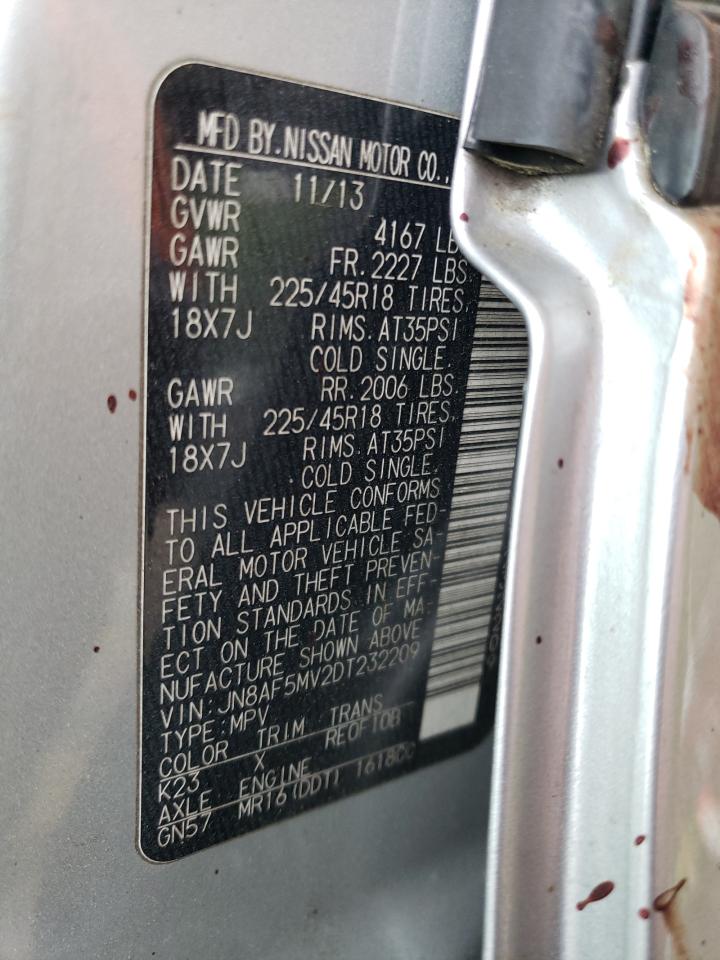 MFD BY. NISSAN MOTOR CO.,
DATE 11/13
GVWR 4167 LB
GAWR FR. 2227 LBS
WITH 225/45R18 TIRES,
18X7J RIMS. AT35PSI
COLD SINGLE.
GAWR RR. 2006 LBS
WITH 225/45R18 TIRES,
18X7J RIMS. AT35PSI
COLD SINGLE.
THIS VEHICLE CONFORMS
TO ALL APPLICABLE FED-
ERAL MOTOR VEHICLE SA-
FETY AND THEFT PREVEN-
TION STANDARDS IN EFF-
ECT ON THE DATE OF MA-
NUFACTURE SHOWN ABOVE
VIN: JN8AF5MV2DT232209
TYPE: MPV
COLOR TRIM TRANS
K23 X RE0F10B
AXLE ENGINE
GN57 MR16(DDT) 1618CC